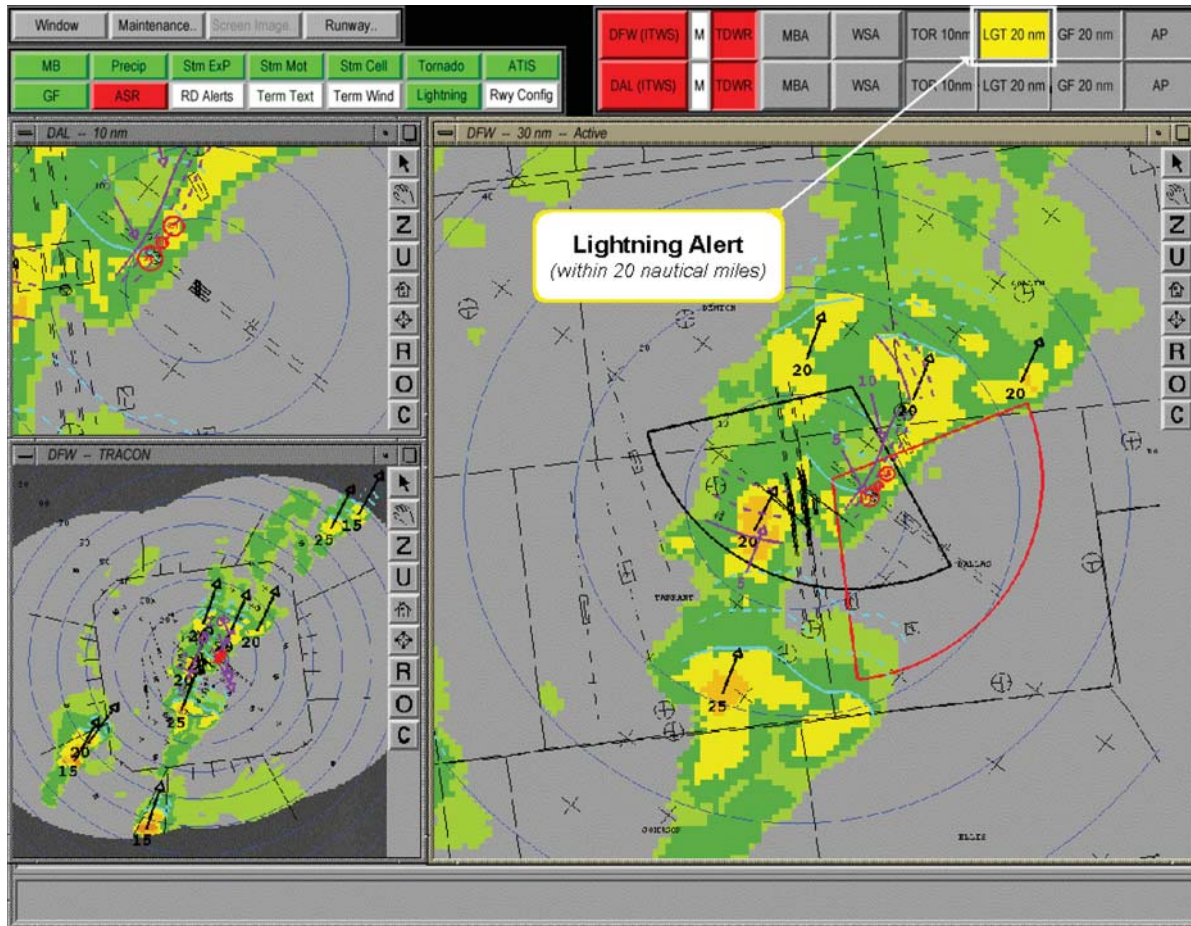 Window Maintenance.. Screen Image.. Runway..
MB Precip Stm ExP Stm Mot Stm Cell Tornado ATIS
GF ASR RD Alerts Term Text Term Wind Lightning Rwy Config
DFW (ITWS) M TDWR MBA WSA TOR 10nm LGT 20 nm GF 20 nm AP
DAL (ITWS) M TDWR MBA WSA TOR 10nm LGT 20 nm GF 20 nm AP
DAL -- 10 nm
Z
U
R
O
C
DFW -- TRACON
25
15
20
20
25
20
15
15
Z
U
R
O
C
DFW -- 30 nm -- Active
Lightning Alert
(within 20 nautical miles)
40
DENTON
COLLIN
20
20
10
20
20
10
5
20
5
DALLAS
TARRANT
25
JOHNSON
ELLIS
Z
U
R
O
C